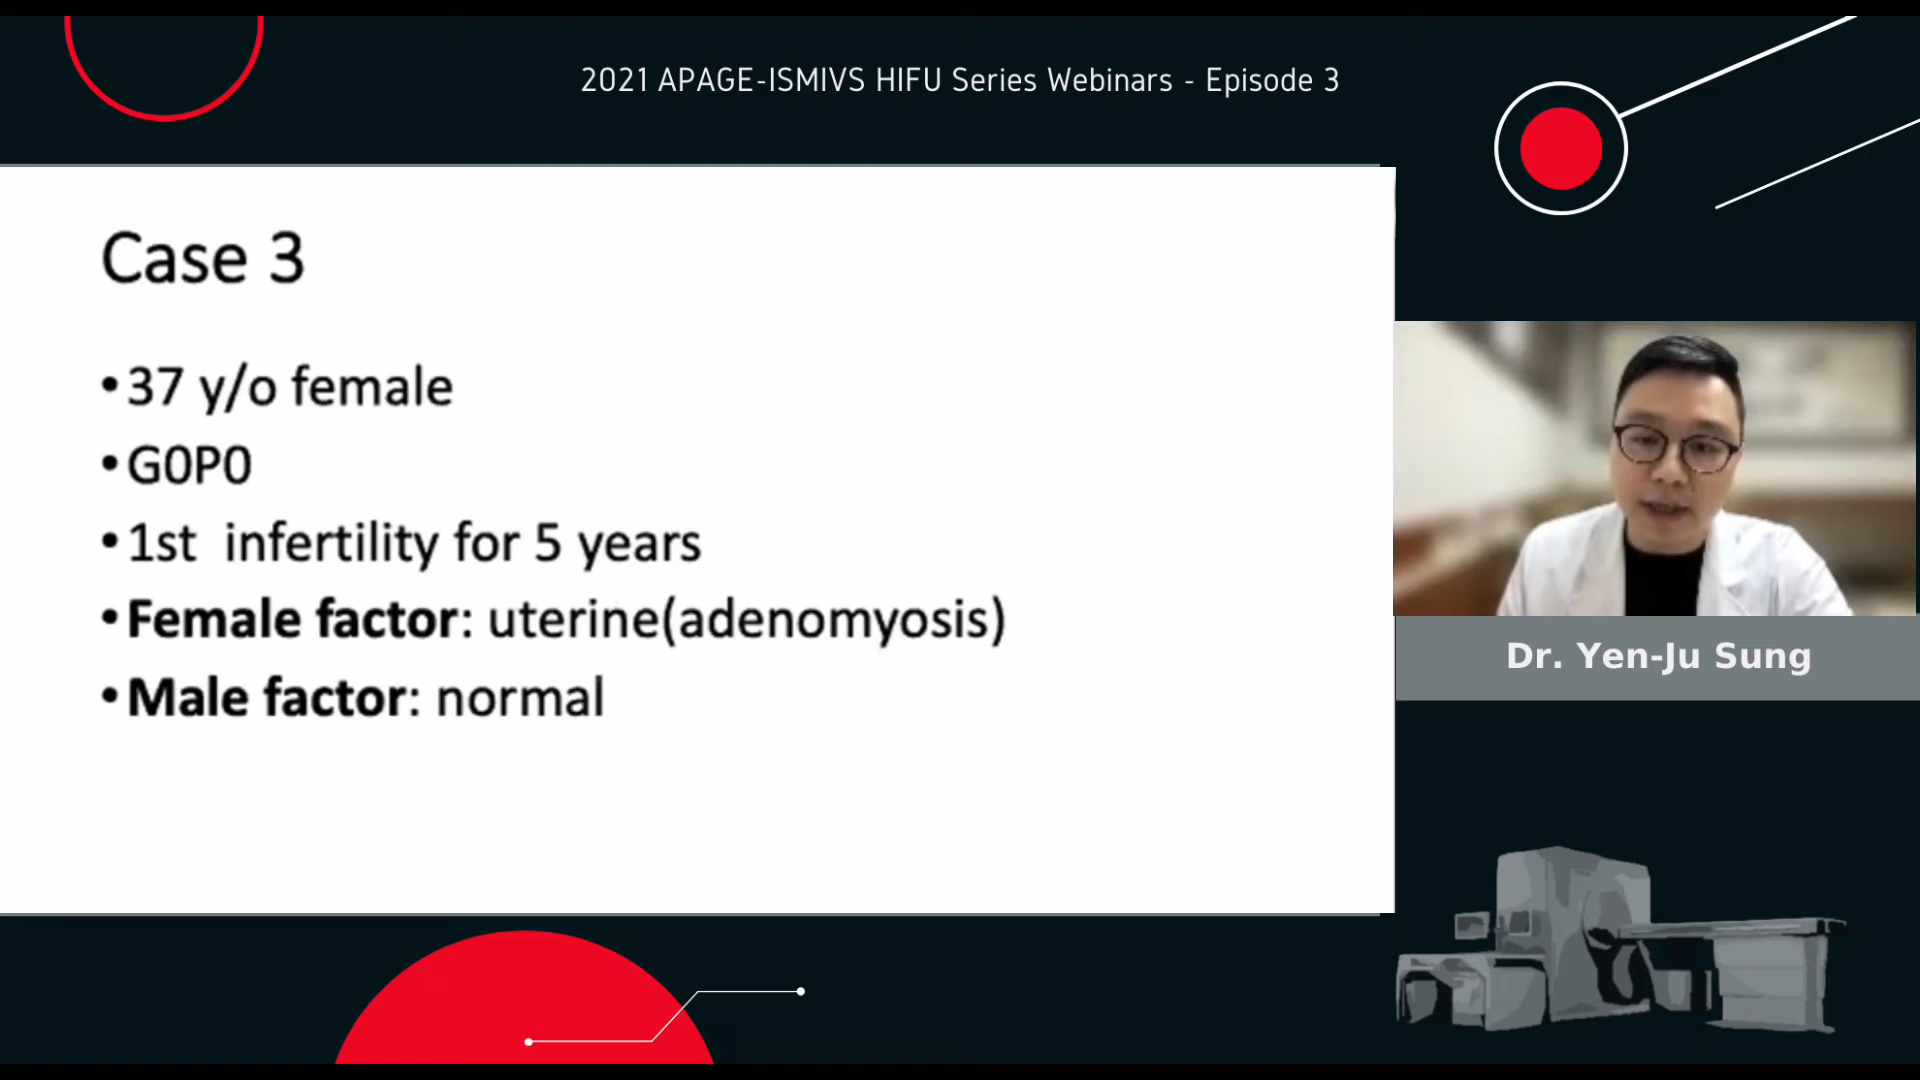 2021 APAGE-ISMIVS HIFU Series Webinars - Episode 3
Case 3
•37 y/o female
•G0P0
•1st  infertility for 5 years
•Female factor: uterine(adenomyosis)
•Male factor: normal
Dr. Yen-Ju Sung